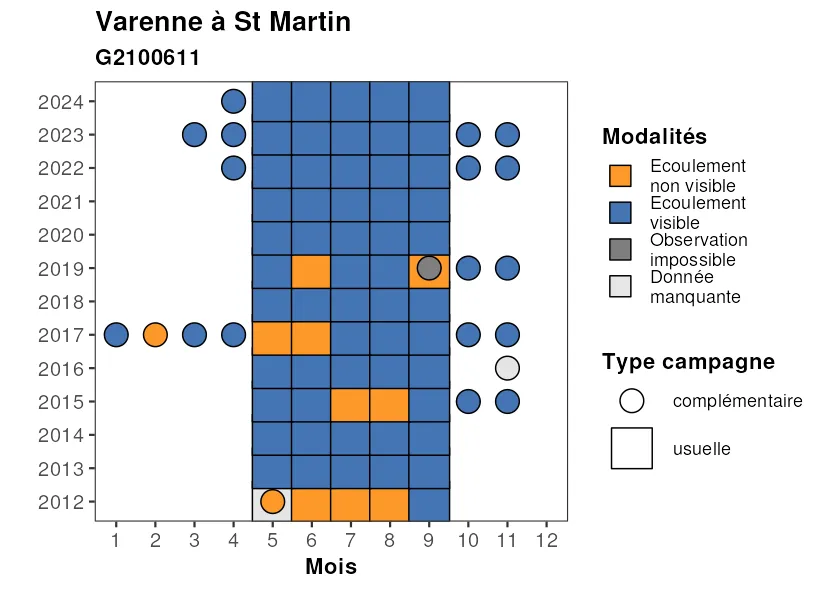 Varenne à St Martin
G2100611
2024
2023
2022
2021
2020
2019
2018
2017
2016
2015
2014
2013
2012
1 2 3 4 5 6 7 8 9 10 11 12
Mois
Modalités
Ecoulement
non visible
Ecoulement
visible
Observation
impossible
Donnée
manquante
Type campagne
complémentaire
usuelle